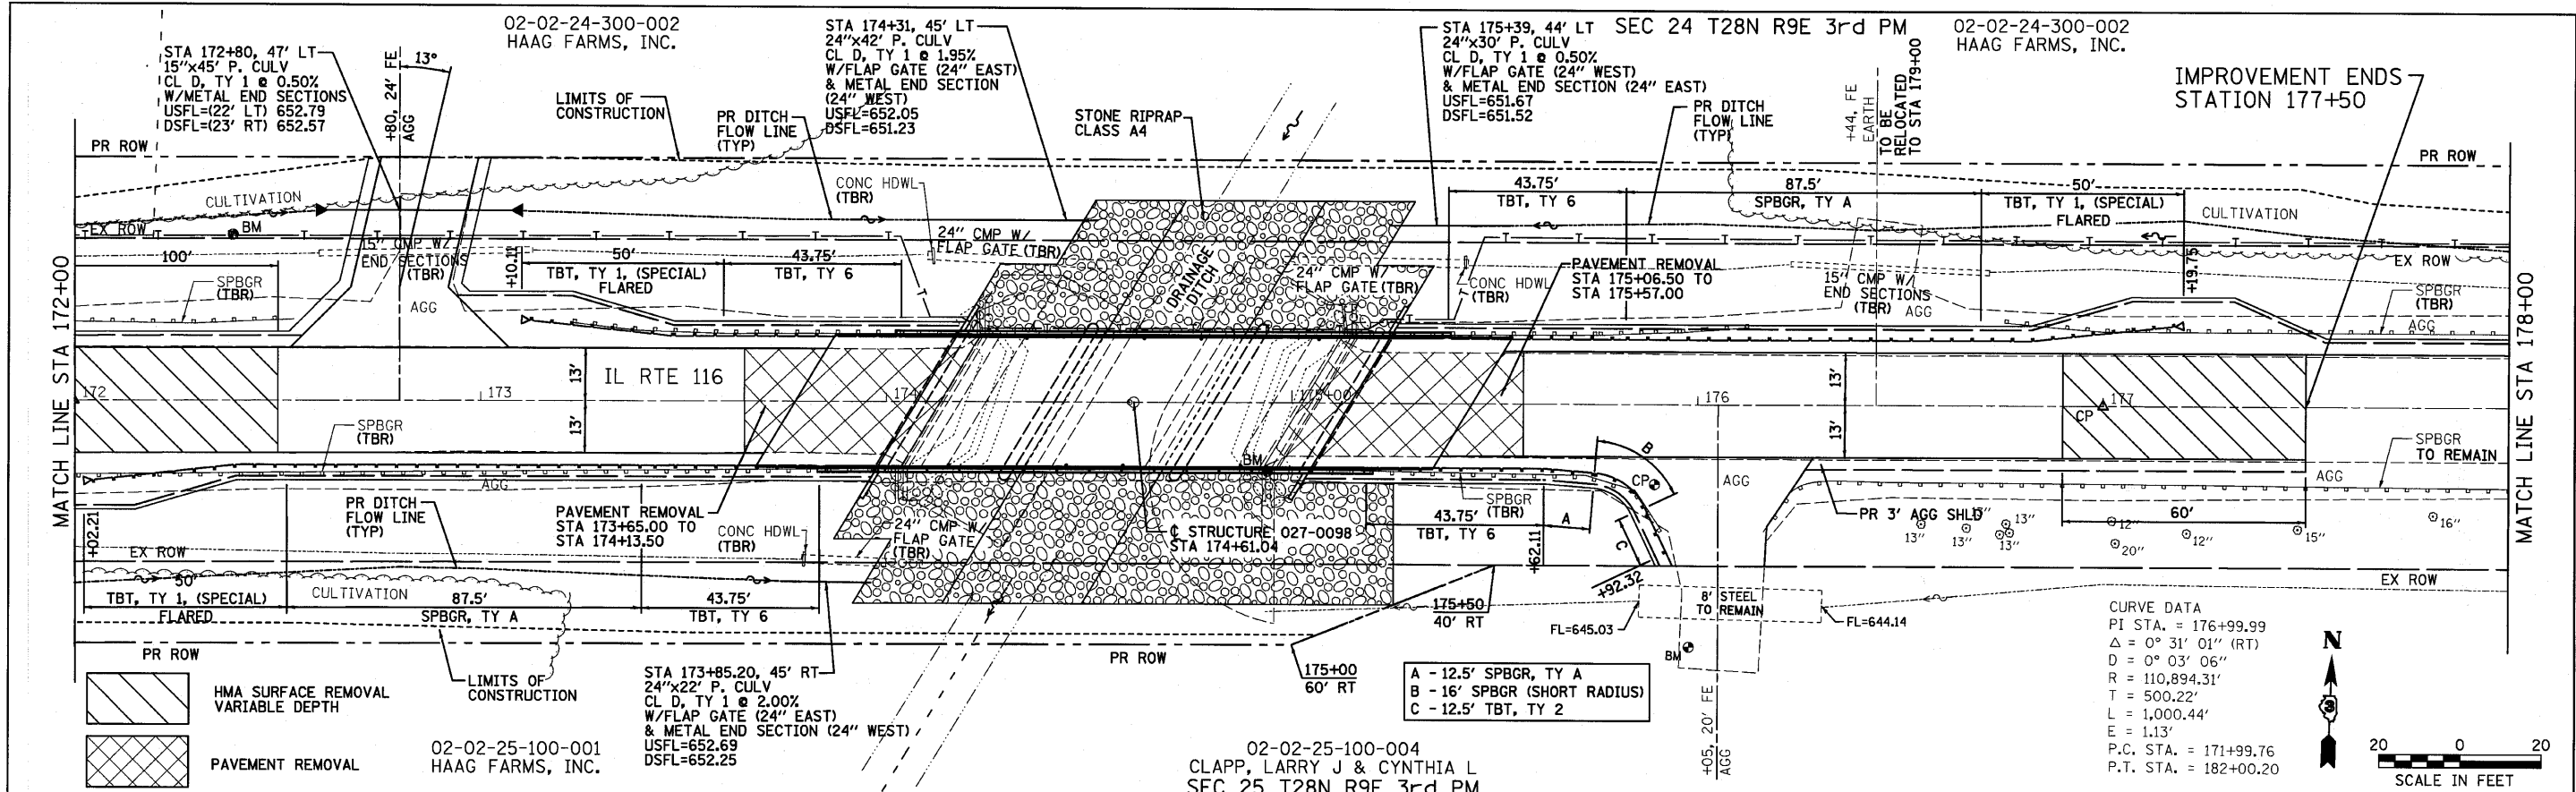 02-02-24-300-002
HAAG FARMS, INC.
STA 172+80, 47' LT
15"x45' P. CULV
CL D, TY 1 @ 0.50%
W/METAL END SECTIONS
USFL=(22' LT) 652.79
DSFL=(23' RT) 652.57
+80, 24' FE
AGG
13°
LIMITS OF
CONSTRUCTION
PR DITCH
FLOW LINE
(TYP)
STA 174+31, 45' LT
24"x42' P. CULV
CL D, TY 1 @ 1.95%
W/FLAP GATE (24" EAST)
& METAL END SECTION
(24" WEST)
USFL=652.05
DSFL=651.23
STONE RIPRAP
CLASS A4
STA 175+39, 44' LT
24"x30' P. CULV
CL D, TY 1 @ 0.50%
W/FLAP GATE (24" WEST)
& METAL END SECTION (24" EAST)
USFL=651.67
DSFL=651.52
SEC 24 T28N R9E 3rd PM
PR DITCH
FLOW LINE
(TYP)
+44, FE
EARTH
TO BE
RELOCATED
TO STA 179+00
02-02-24-300-002
HAAG FARMS, INC.
IMPROVEMENT ENDS
STATION 177+50
PR ROW
PR ROW
CULTIVATION
EX ROW
BM
15" CMP W/
END SECTIONS
(TBR)
100'
SPBGR
(TBR)
AGG
+10.11
50'
TBT, TY 1, (SPECIAL)
FLARED
43.75'
TBT, TY 6
CONC HDWL
(TBR)
24" CMP W/
FLAP GATE (TBR)
DRAINAGE
DITCH
24" CMP W/
FLAP GATE (TBR)
CONC HDWL
(TBR)
43.75'
TBT, TY 6
87.5'
SPBGR, TY A
50'
TBT, TY 1, (SPECIAL)
FLARED
CULTIVATION
PAVEMENT REMOVAL
STA 175+06.50 TO
STA 175+57.00
15" CMP W/
END SECTIONS
(TBR)
AGG
+19.75
EX ROW
SPBGR
(TBR)
AGG
MATCH LINE STA 172+00
MATCH LINE STA 178+00
172
173
13'
13'
IL RTE 116
174
175+00
176
13'
13'
CP
177
SPBGR
(TBR)
AGG
BM
B
CP
AGG
SPBGR
TO REMAIN
AGG
+02.21
PR DITCH
FLOW LINE
(TYP)
PAVEMENT REMOVAL
STA 173+65.00 TO
STA 174+13.50
CONC HDWL
(TBR)
24" CMP W/
FLAP GATE
(TBR)
℄ STRUCTURE 027-0098
STA 174+61.04
SPBGR
(TBR)
43.75'
TBT, TY 6
A
+62.11
C
+92.32
PR 3' AGG SHLD
60'
13"
13"
13"
13"
13"
12"
20"
12"
15"
16"
EX ROW
EX ROW
50'
TBT, TY 1, (SPECIAL)
FLARED
CULTIVATION
87.5'
SPBGR, TY A
43.75'
TBT, TY 6
175+50
40' RT
8' STEEL
TO REMAIN
FL=645.03
FL=644.14
BM
PR ROW
PR ROW
LIMITS OF
CONSTRUCTION
175+00
60' RT
HMA SURFACE REMOVAL
VARIABLE DEPTH
PAVEMENT REMOVAL
02-02-25-100-001
HAAG FARMS, INC.
STA 173+85.20, 45' RT
24"x22' P. CULV
CL D, TY 1 @ 2.00%
W/FLAP GATE (24" EAST)
& METAL END SECTION (24" WEST)
USFL=652.69
DSFL=652.25
A - 12.5' SPBGR, TY A
B - 16' SPBGR (SHORT RADIUS)
C - 12.5' TBT, TY 2
02-02-25-100-004
CLAPP, LARRY J & CYNTHIA L
SEC 25 T28N R9E 3rd PM
+05, 20' FE
AGG
CURVE DATA
PI STA. = 176+99.99
Δ = 0° 31' 01" (RT)
D = 0° 03' 06"
R = 110,894.31'
T = 500.22'
L = 1,000.44'
E = 1.13'
P.C. STA. = 171+99.76
P.T. STA. = 182+00.20
N
3
20 0 20
SCALE IN FEET